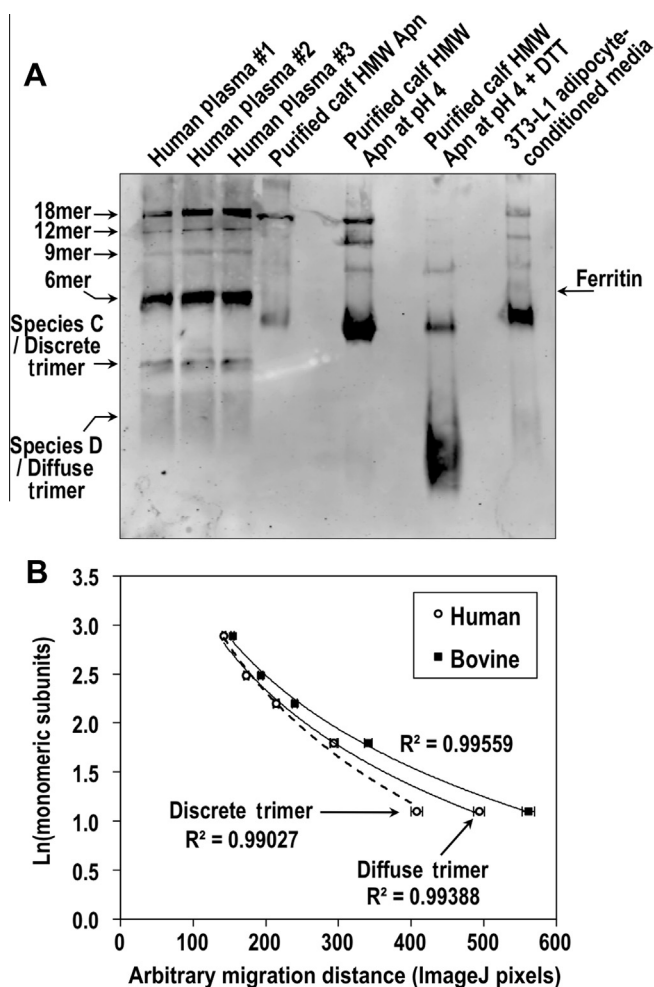 A
Human plasma #1
Human plasma #2
Human plasma #3
Purified calf HMW Apn
Purified calf HMW
Apn at pH 4
Purified calf HMW
Apn at pH 4 + DTT
3T3-L1 adipocyte-
conditioned media
18mer
12mer
9mer
6mer
Species C
/ Discrete
trimer
Species D
/ Diffuse
trimer
Ferritin
B
Ln(monomeric subunits)
3.5
3.0
2.5
2.0
1.5
1.0
0.5
0.0
Human
Bovine
R² = 0.99559
Discrete trimer
R² = 0.99027
Diffuse trimer
R² = 0.99388
0 100 200 300 400 500 600
Arbitrary migration distance (ImageJ pixels)